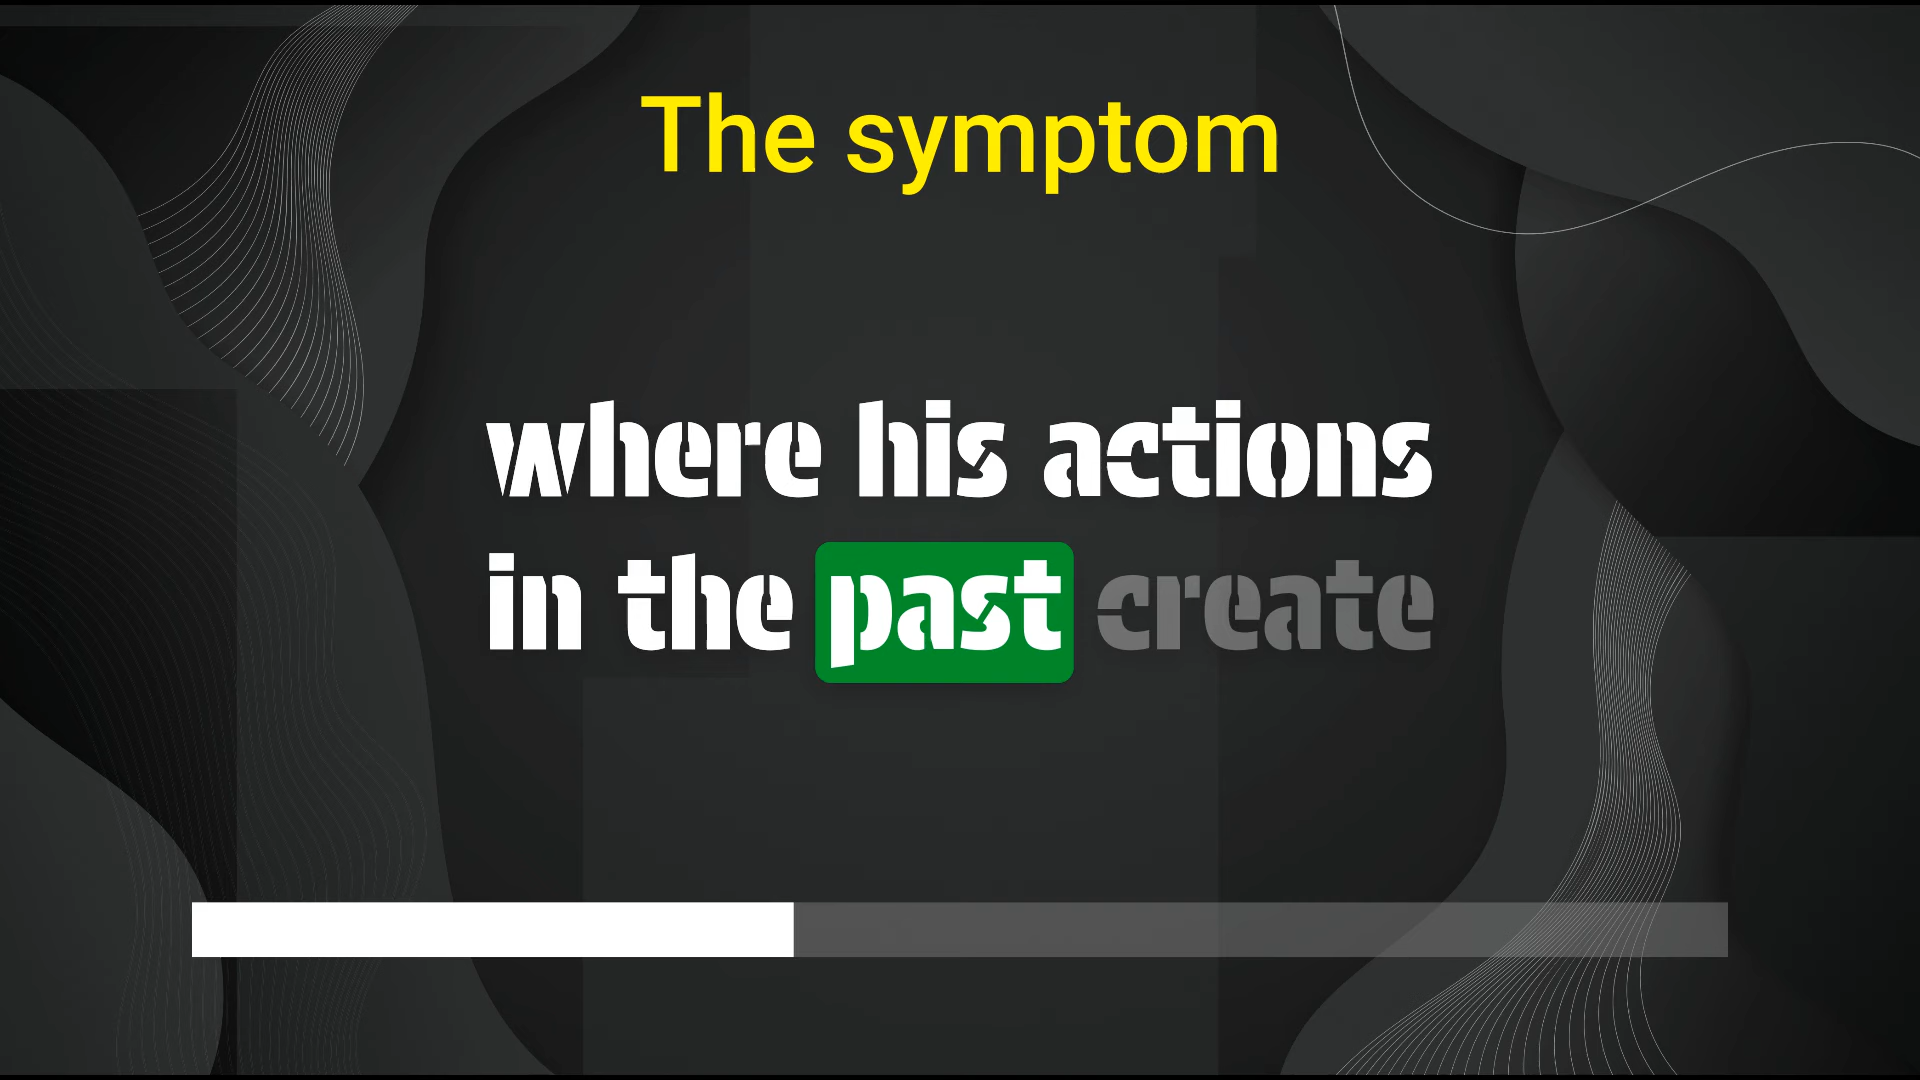 The symptom
where his actions
in the past create